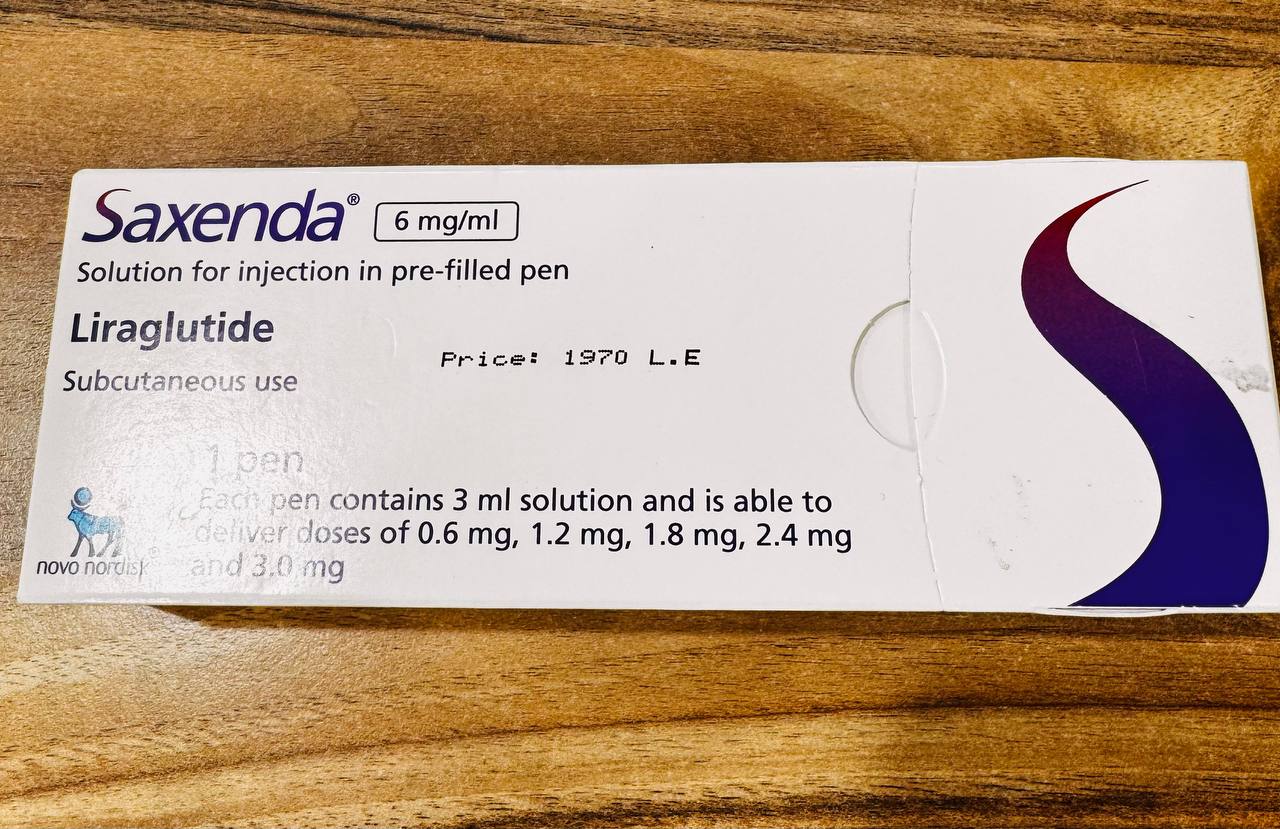 Saxenda® 6 mg/ml
Solution for injection in pre-filled pen
Liraglutide
Price: 1970 L.E
Subcutaneous use
1 pen
Each pen contains 3 ml solution and is able to
deliver doses of 0.6 mg, 1.2 mg, 1.8 mg, 2.4 mg
and 3.0 mg
novo nordisk